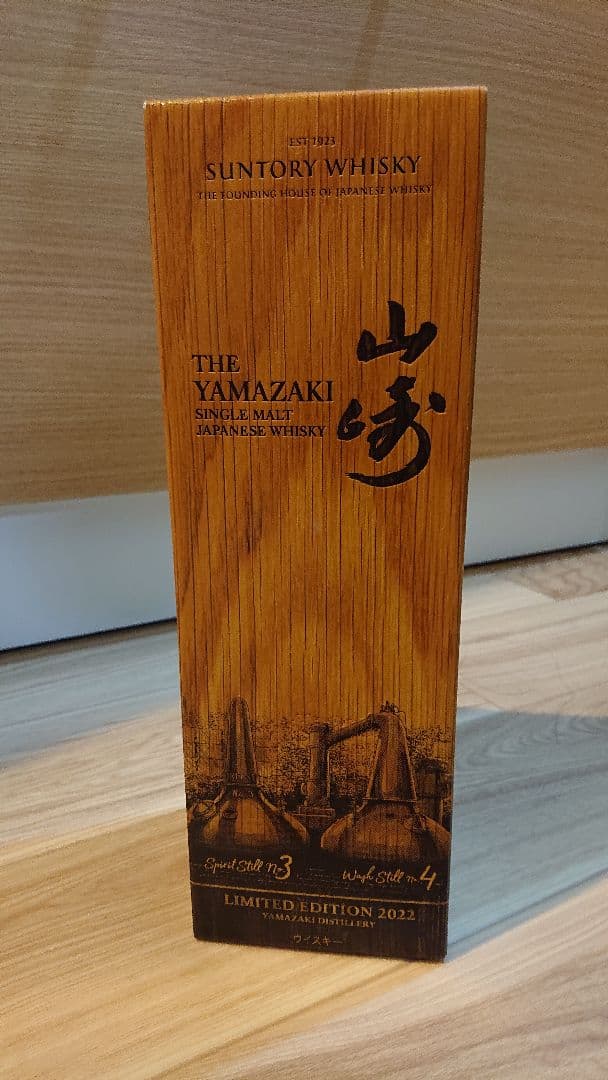 EST 1923
SUNTORY WHISKY
THE FOUNDING HOUSE OF JAPANESE WHISKY
THE
YAMAZAKI
SINGLE MALT
JAPANESE WHISKY
山崎
Spirit Still No3
Wash Still No4
LIMITED EDITION 2022
YAMAZAKI DISTILLERY
ウイスキー